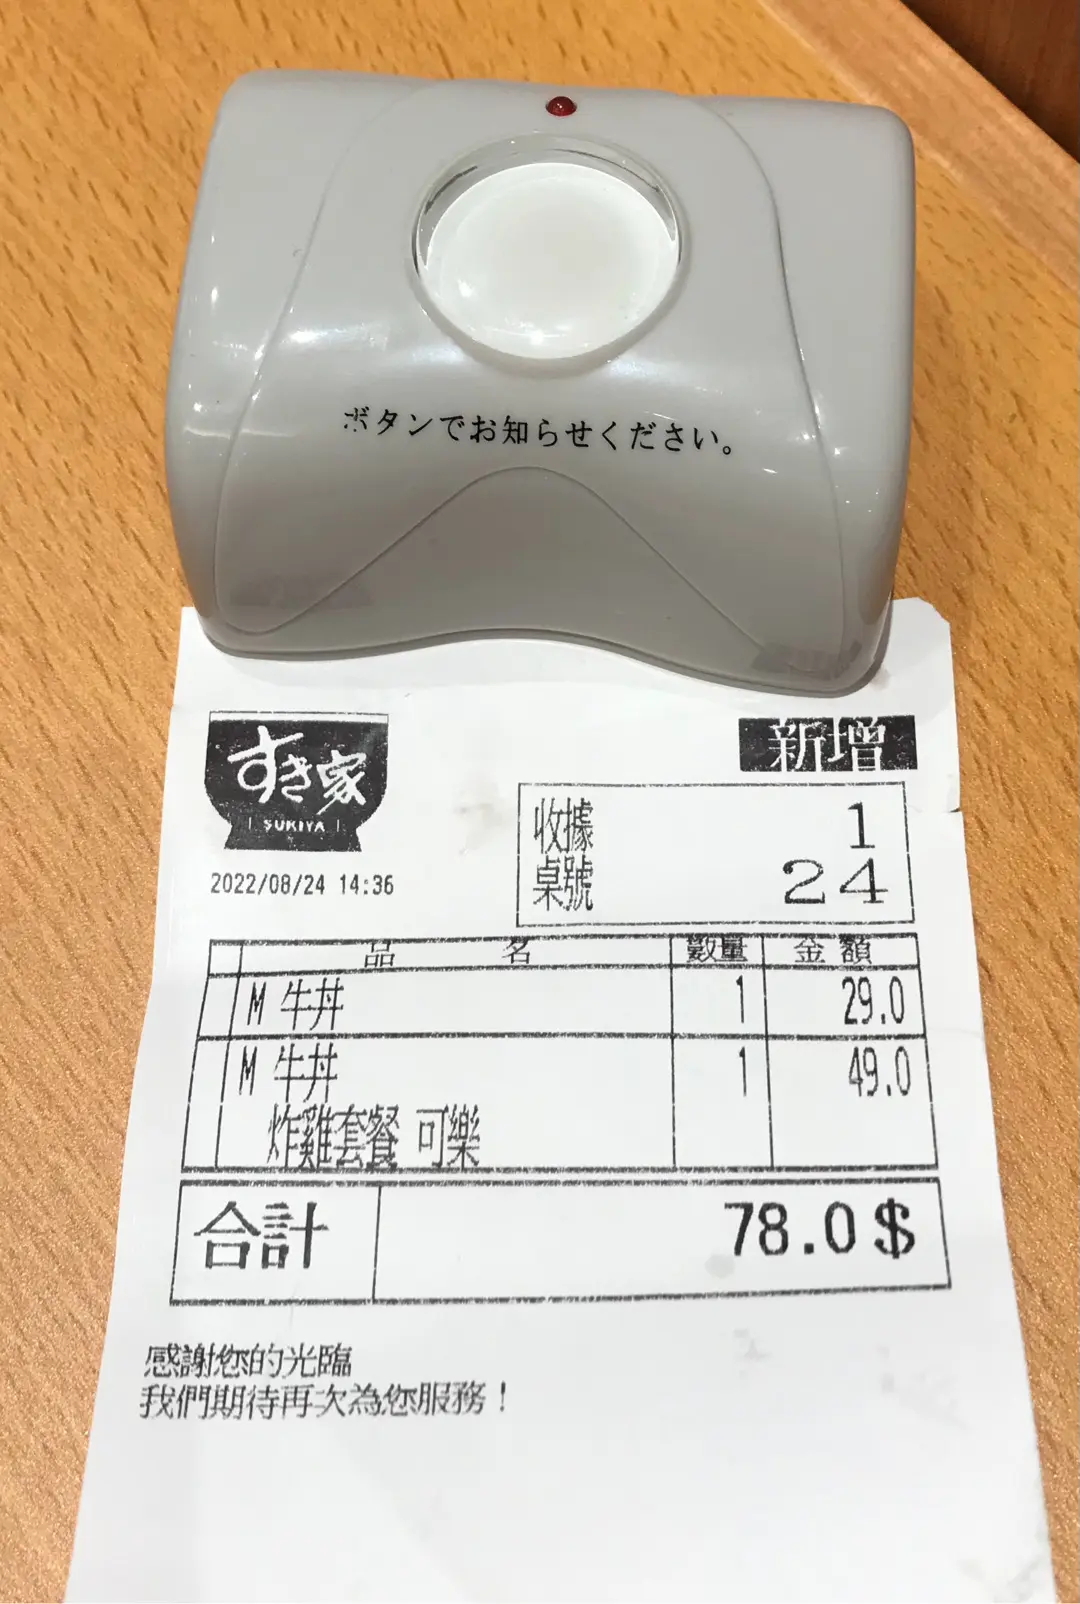 ボタンでお知らせください。
すき家
SUKIYA
新增
2022/08/24 14:36
收據 1
桌號 24
品名 數量 金額
M 牛丼 1 29.0
M 牛丼 1 49.0
炸雞套餐 可樂
合計 78.0$
感謝您的光臨
我們期待再次為您服務！